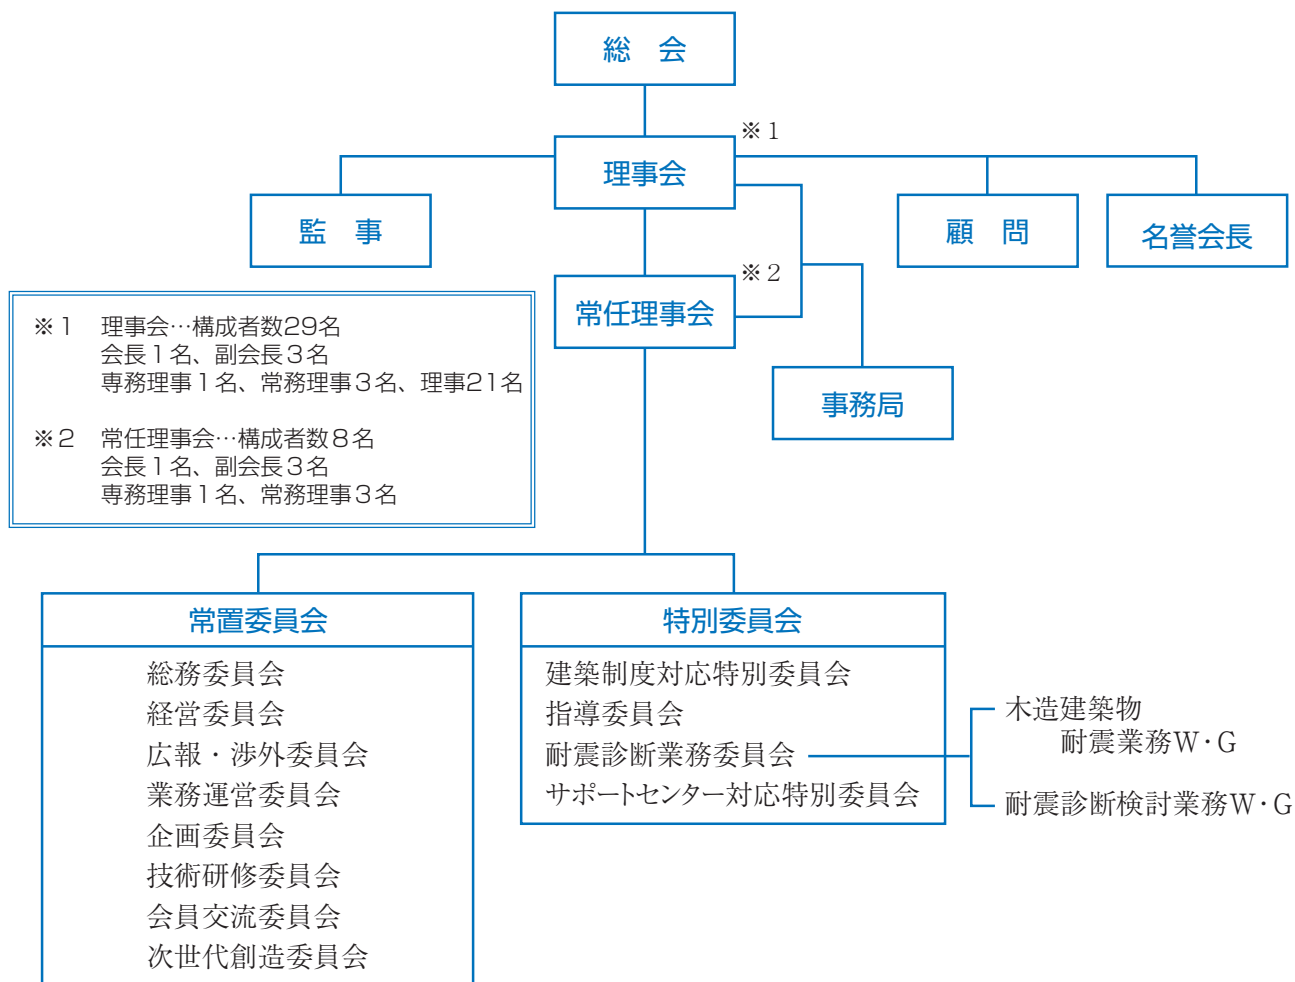 総　会
※１
理事会
監　事
顧　問
名誉会長
※２
常任理事会
事務局
※１　理事会…構成者数29名
会長１名、副会長３名
専務理事１名、常務理事３名、理事21名
※２　常任理事会…構成者数８名
会長１名、副会長３名
専務理事１名、常務理事３名
常置委員会
総務委員会
経営委員会
広報・渉外委員会
業務運営委員会
企画委員会
技術研修委員会
会員交流委員会
次世代創造委員会
特別委員会
建築制度対応特別委員会
指導委員会
耐震診断業務委員会
サポートセンター対応特別委員会
木造建築物
耐震業務W・G
耐震診断検討業務W・G